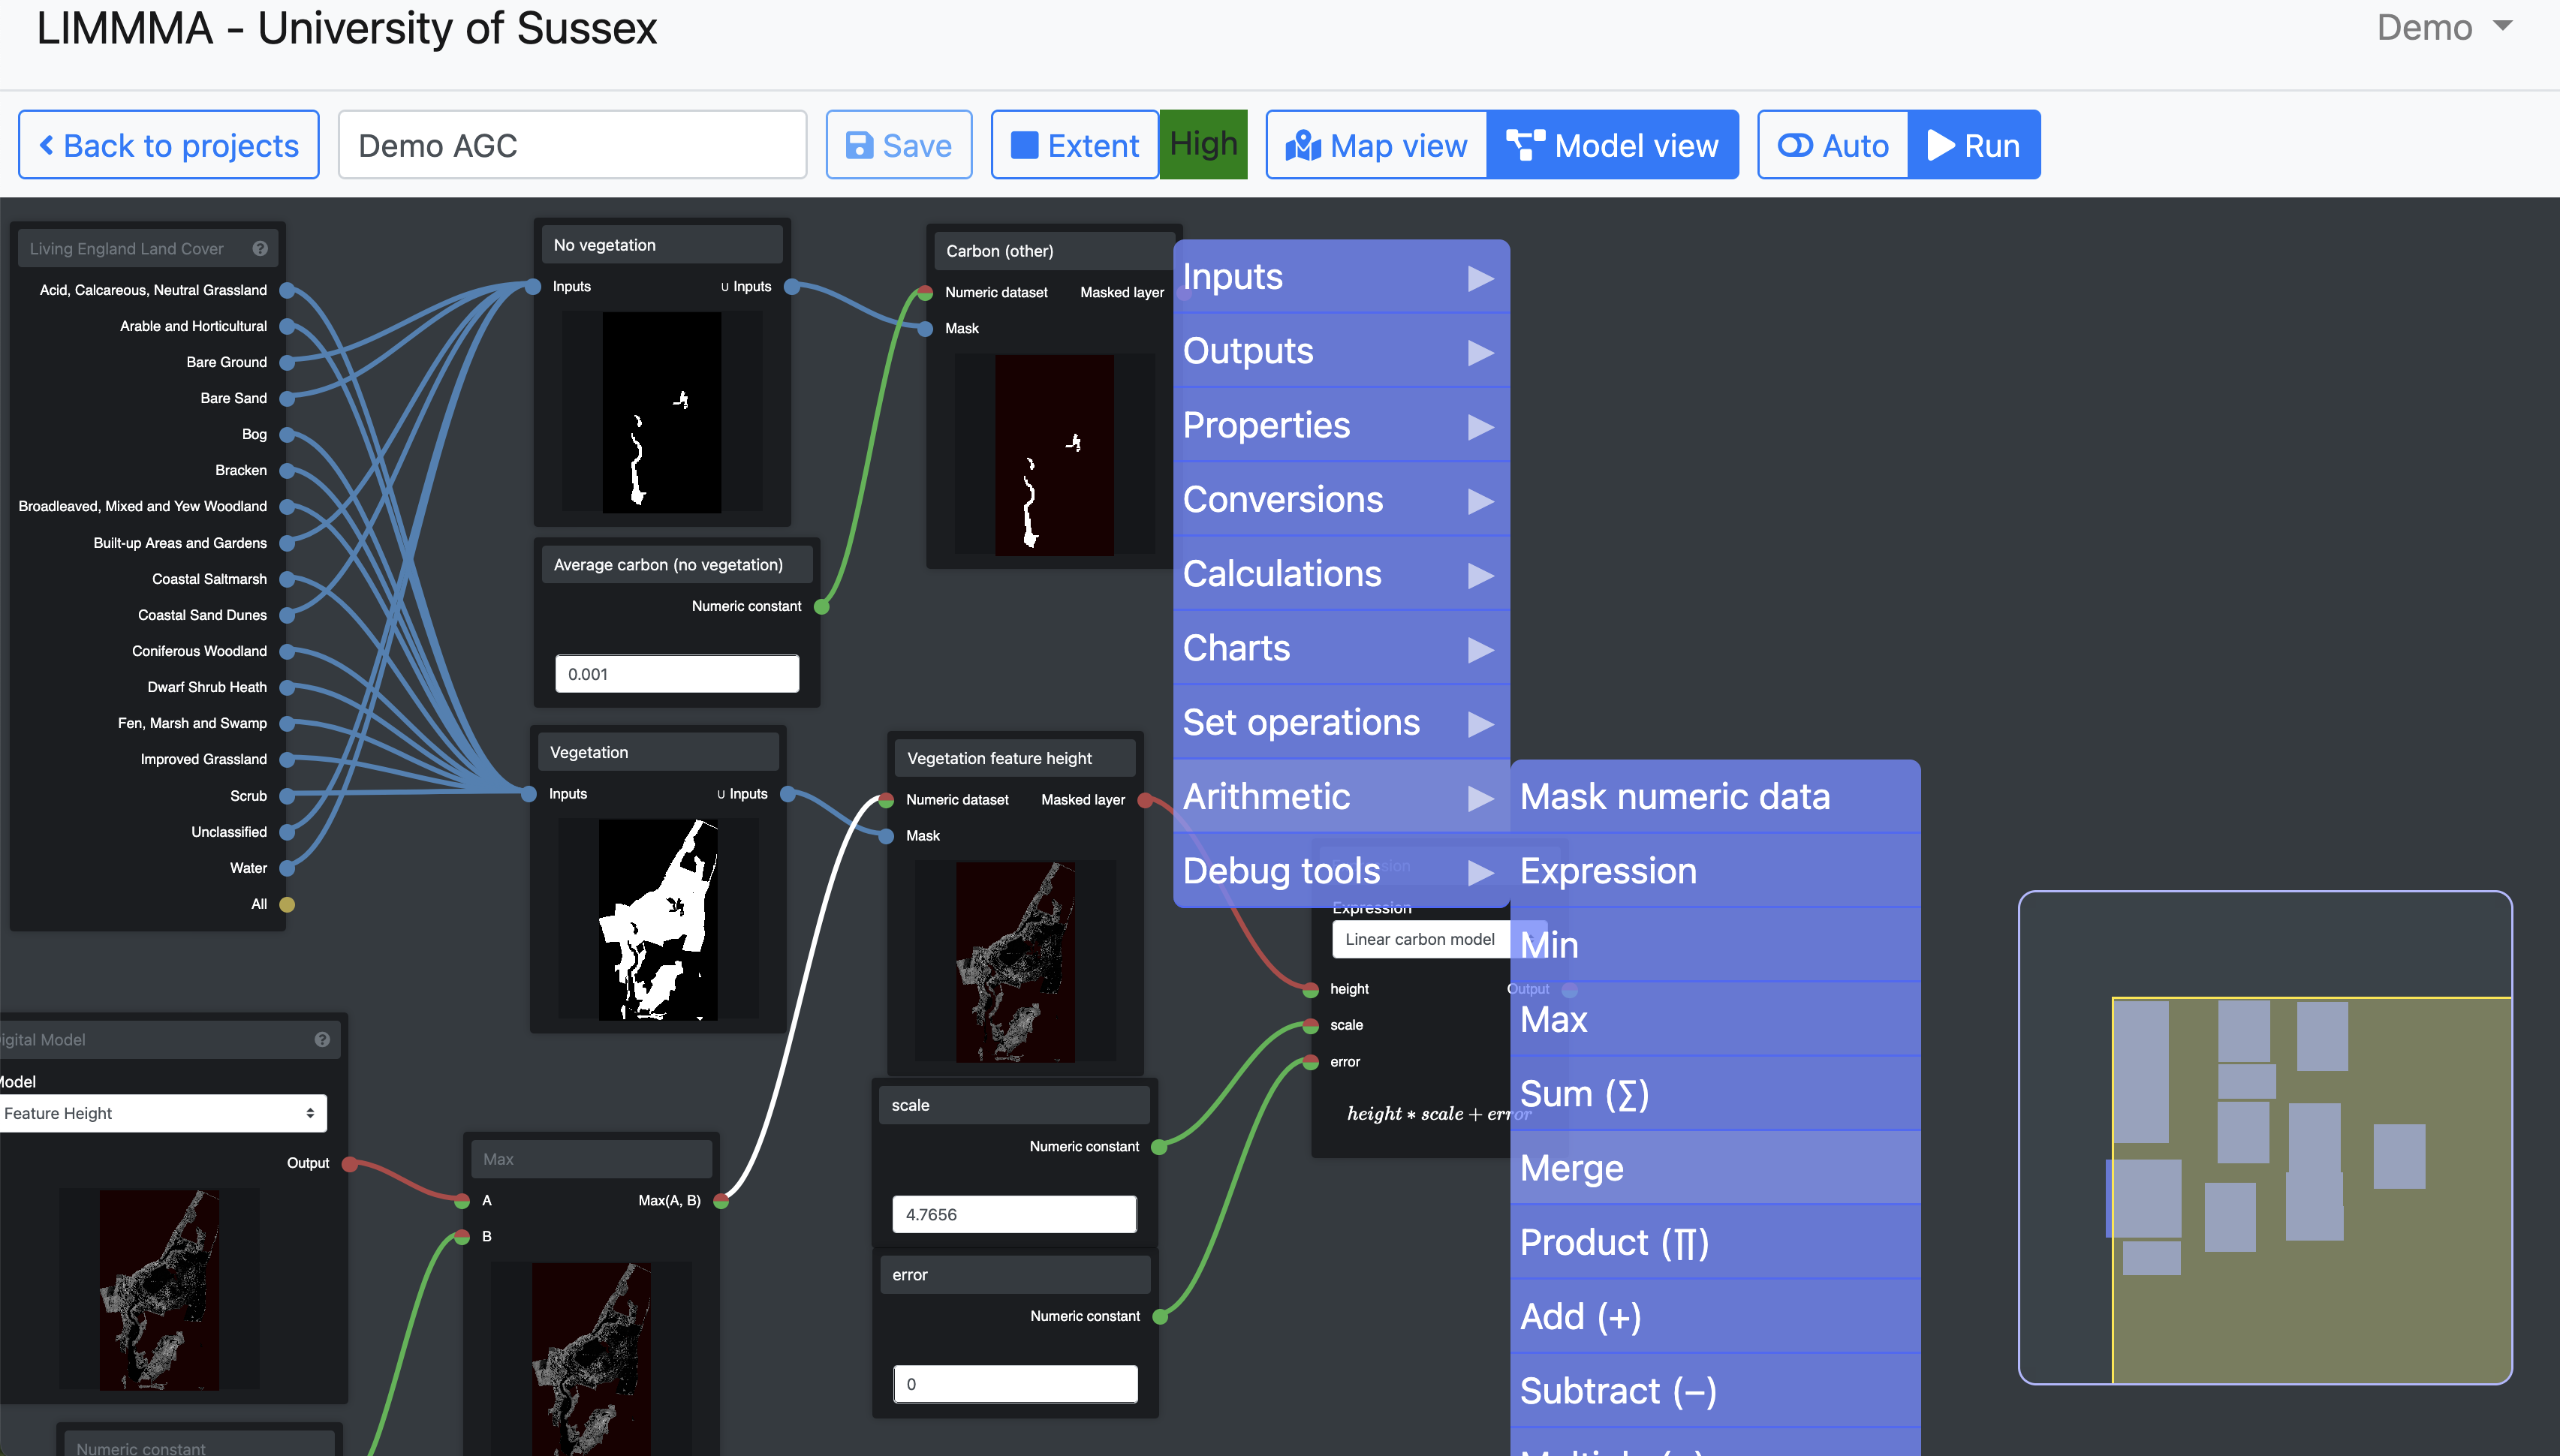 LIMMMA - University of Sussex
Demo
Back to projects
Demo AGC
Save
Extent
High
Map view
Model view
Auto
Run
Living England Land Cover
Acid, Calcareous, Neutral Grassland
Arable and Horticultural
Bare Ground
Bare Sand
Bog
Bracken
Broadleaved, Mixed and Yew Woodland
Built-up Areas and Gardens
Coastal Saltmarsh
Coastal Sand Dunes
Coniferous Woodland
Dwarf Shrub Heath
Fen, Marsh and Swamp
Improved Grassland
Scrub
Unclassified
Water
All
No vegetation
Inputs
∪ Inputs
Average carbon (no vegetation)
Numeric constant
0.001
Vegetation
Inputs
∪ Inputs
Carbon (other)
Numeric dataset
Masked layer
Mask
Vegetation feature height
Numeric dataset
Masked layer
Mask
Inputs
Outputs
Properties
Conversions
Calculations
Charts
Set operations
Arithmetic
Debug tools
Mask numeric data
Expression
Min
Max
Sum (∑)
Merge
Product (∏)
Add (+)
Subtract (−)
Expression
Linear carbon model
height
Output
scale
error
height ∗ scale + error
igital Model
Model
Feature Height
Output
Max
A
Max(A, B)
B
scale
Numeric constant
4.7656
error
Numeric constant
0
Numeric constant